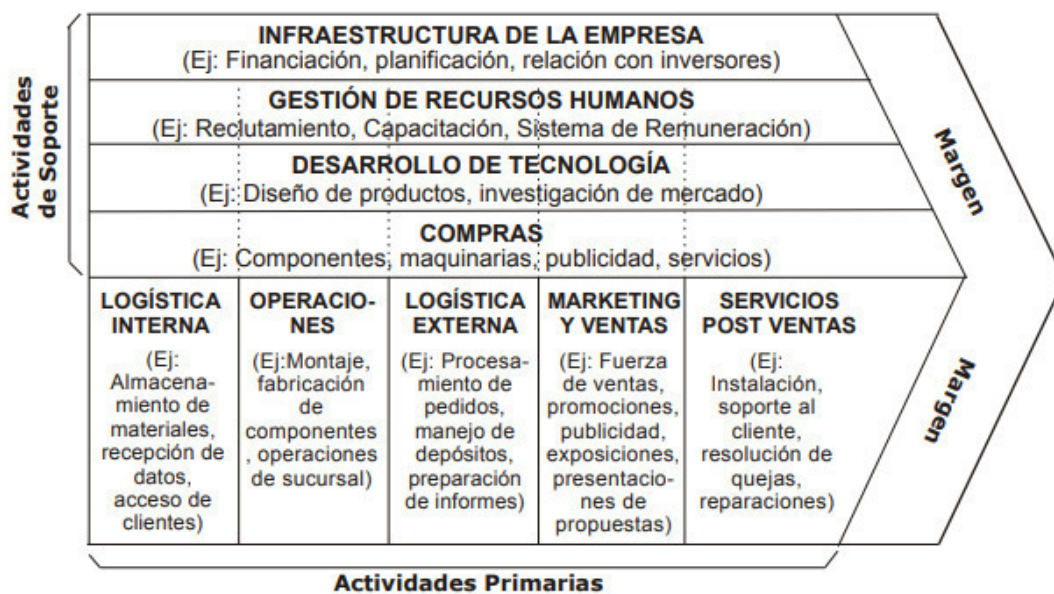 Actividades
de Soporte
INFRAESTRUCTURA DE LA EMPRESA
(Ej: Financiación, planificación, relación con inversores)
GESTIÓN DE RECURSOS HUMANOS
(Ej: Reclutamiento, Capacitación, Sistema de Remuneración)
DESARROLLO DE TECNOLOGÍA
(Ej: Diseño de productos, investigación de mercado)
COMPRAS
(Ej: Componentes, maquinarias, publicidad, servicios)
Margen
LOGÍSTICA
INTERNA
(Ej:
Almacena-
miento de
materiales,
recepción de
datos,
acceso de
clientes)
OPERACIO-
NES
(Ej:Montaje,
fabricación
de
componentes
, operaciones
de sucursal)
LOGÍSTICA
EXTERNA
(Ej: Procesa-
miento de
pedidos,
manejo de
depósitos,
preparación
de informes)
MARKETING
Y VENTAS
(Ej: Fuerza
de ventas,
promociones,
publicidad,
exposiciones,
presentacio-
nes de
propuestas)
SERVICIOS
POST VENTAS
(Ej:
Instalación,
soporte al
cliente,
resolución de
quejas,
reparaciones)
Margen
Actividades Primarias